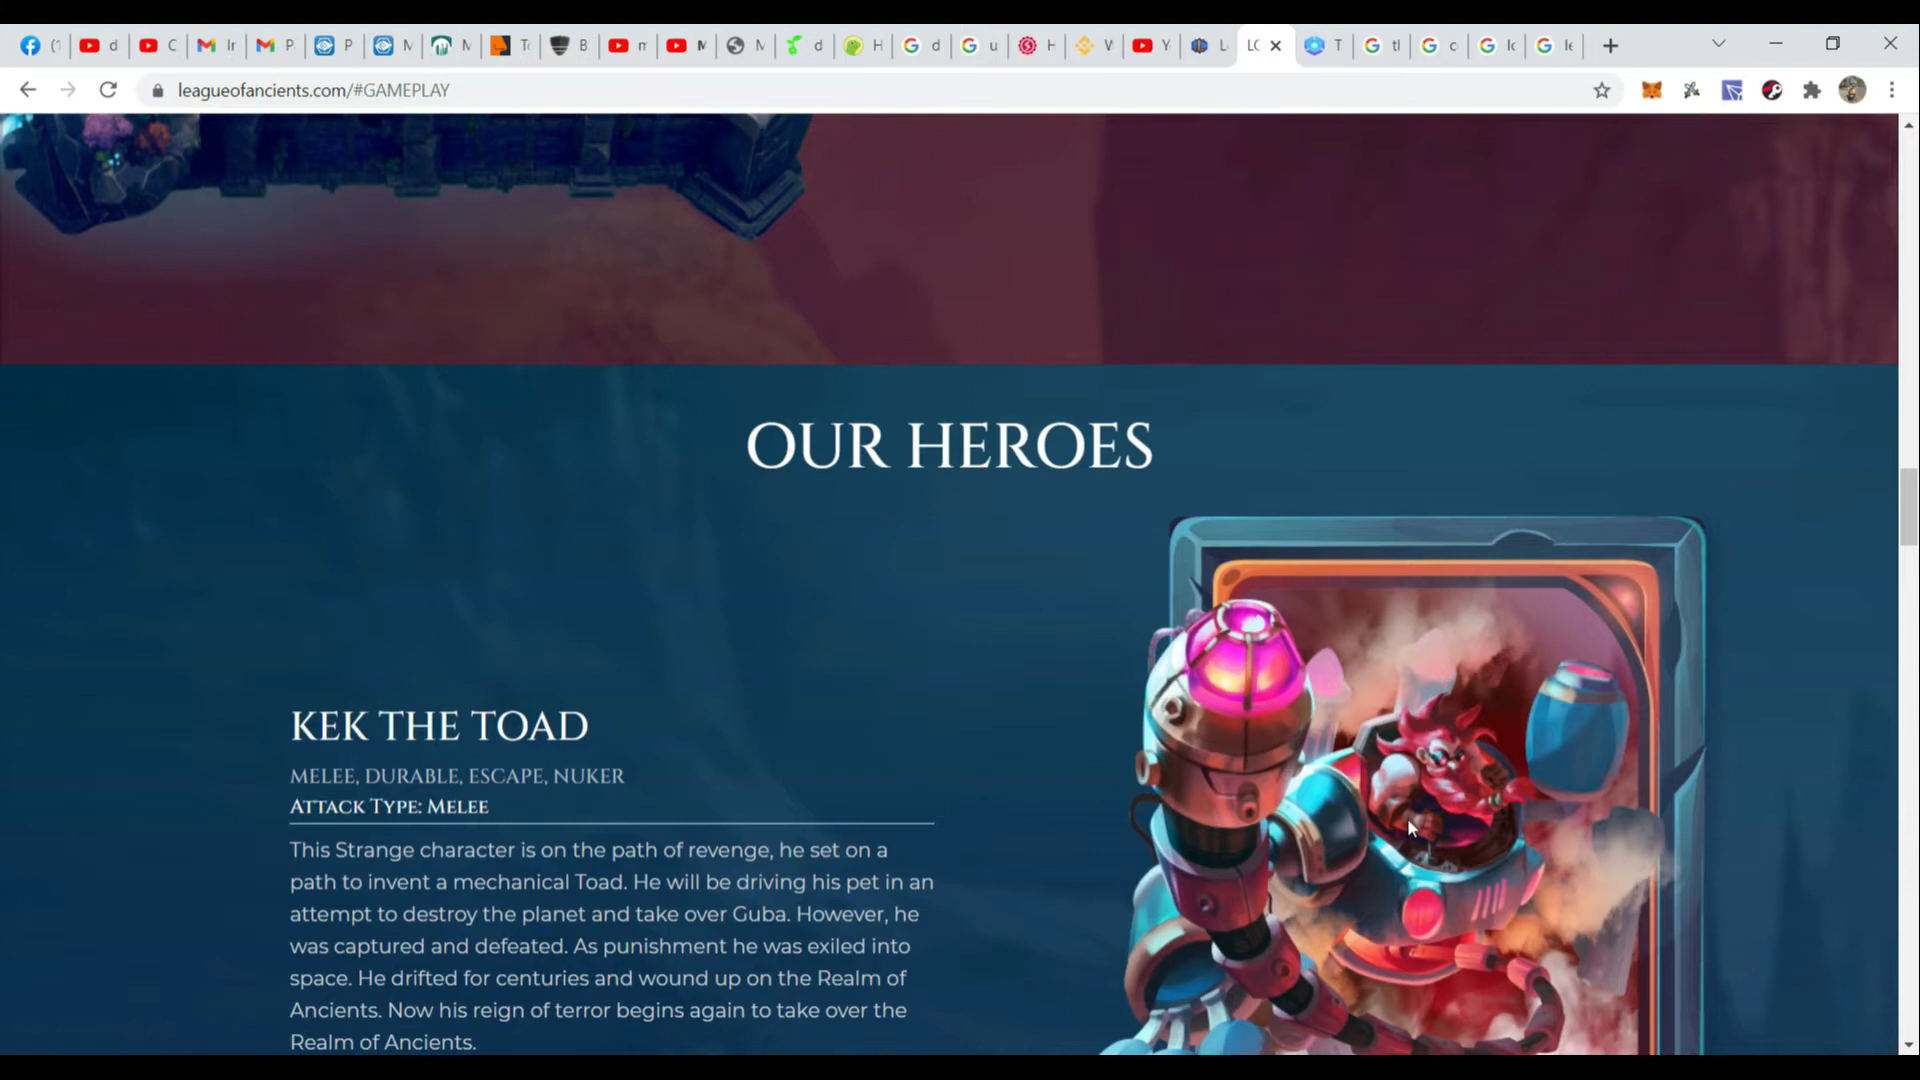 leagueofancients.com/#GAMEPLAY
OUR HEROES
KEK THE TOAD
MELEE, DURABLE, ESCAPE, NUKER
ATTACK TYPE: MELEE
This Strange character is on the path of revenge, he set on a
path to invent a mechanical Toad. He will be driving his pet in an
attempt to destroy the planet and take over Guba. However, he
was captured and defeated. As punishment he was exiled into
space. He drifted for centuries and wound up on the Realm of
Ancients. Now his reign of terror begins again to take over the
Realm of Ancients.